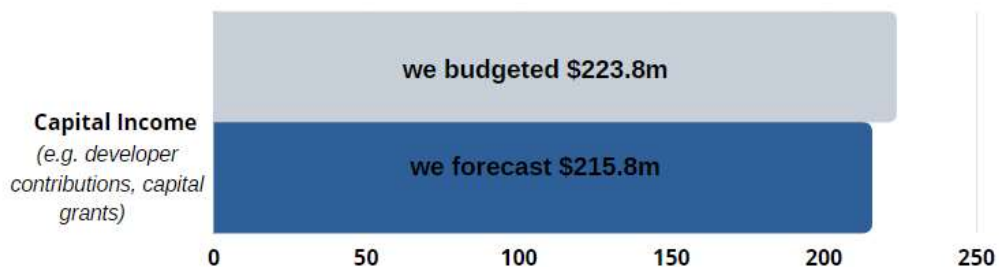 we budgeted $223.8m
Capital Income
(e.g. developer
contributions, capital
grants)
we forecast $215.8m
0 50 100 150 200 250